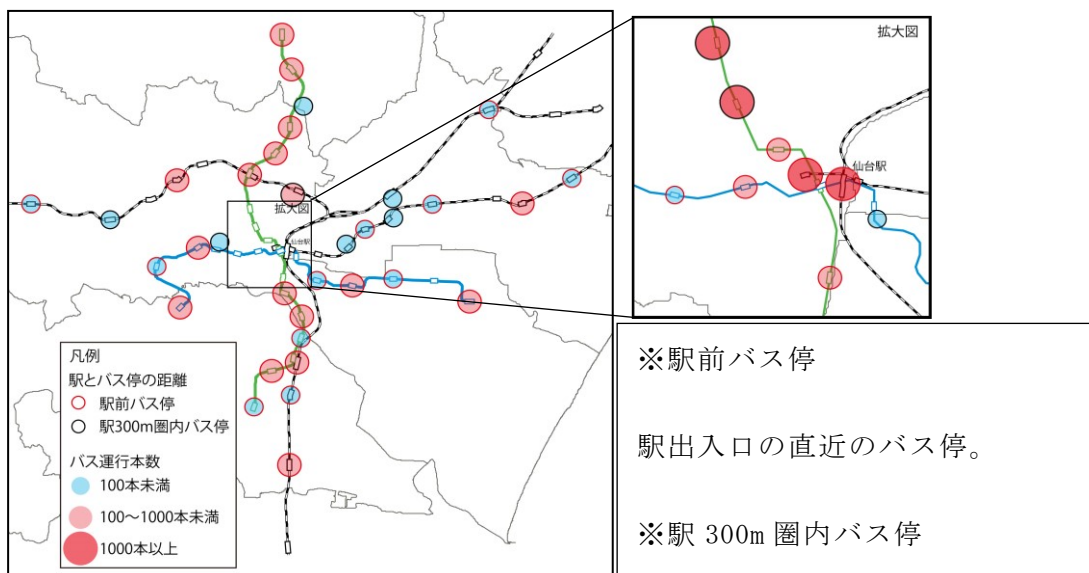 拡大図
仙台駅
凡例
駅とバス停の距離
駅前バス停
駅300m圏内バス停
バス運行本数
100本未満
100〜1000本未満
1000本以上
拡大図
仙台駅
※駅前バス停
駅出入口の直近のバス停。
※駅 300m 圏内バス停